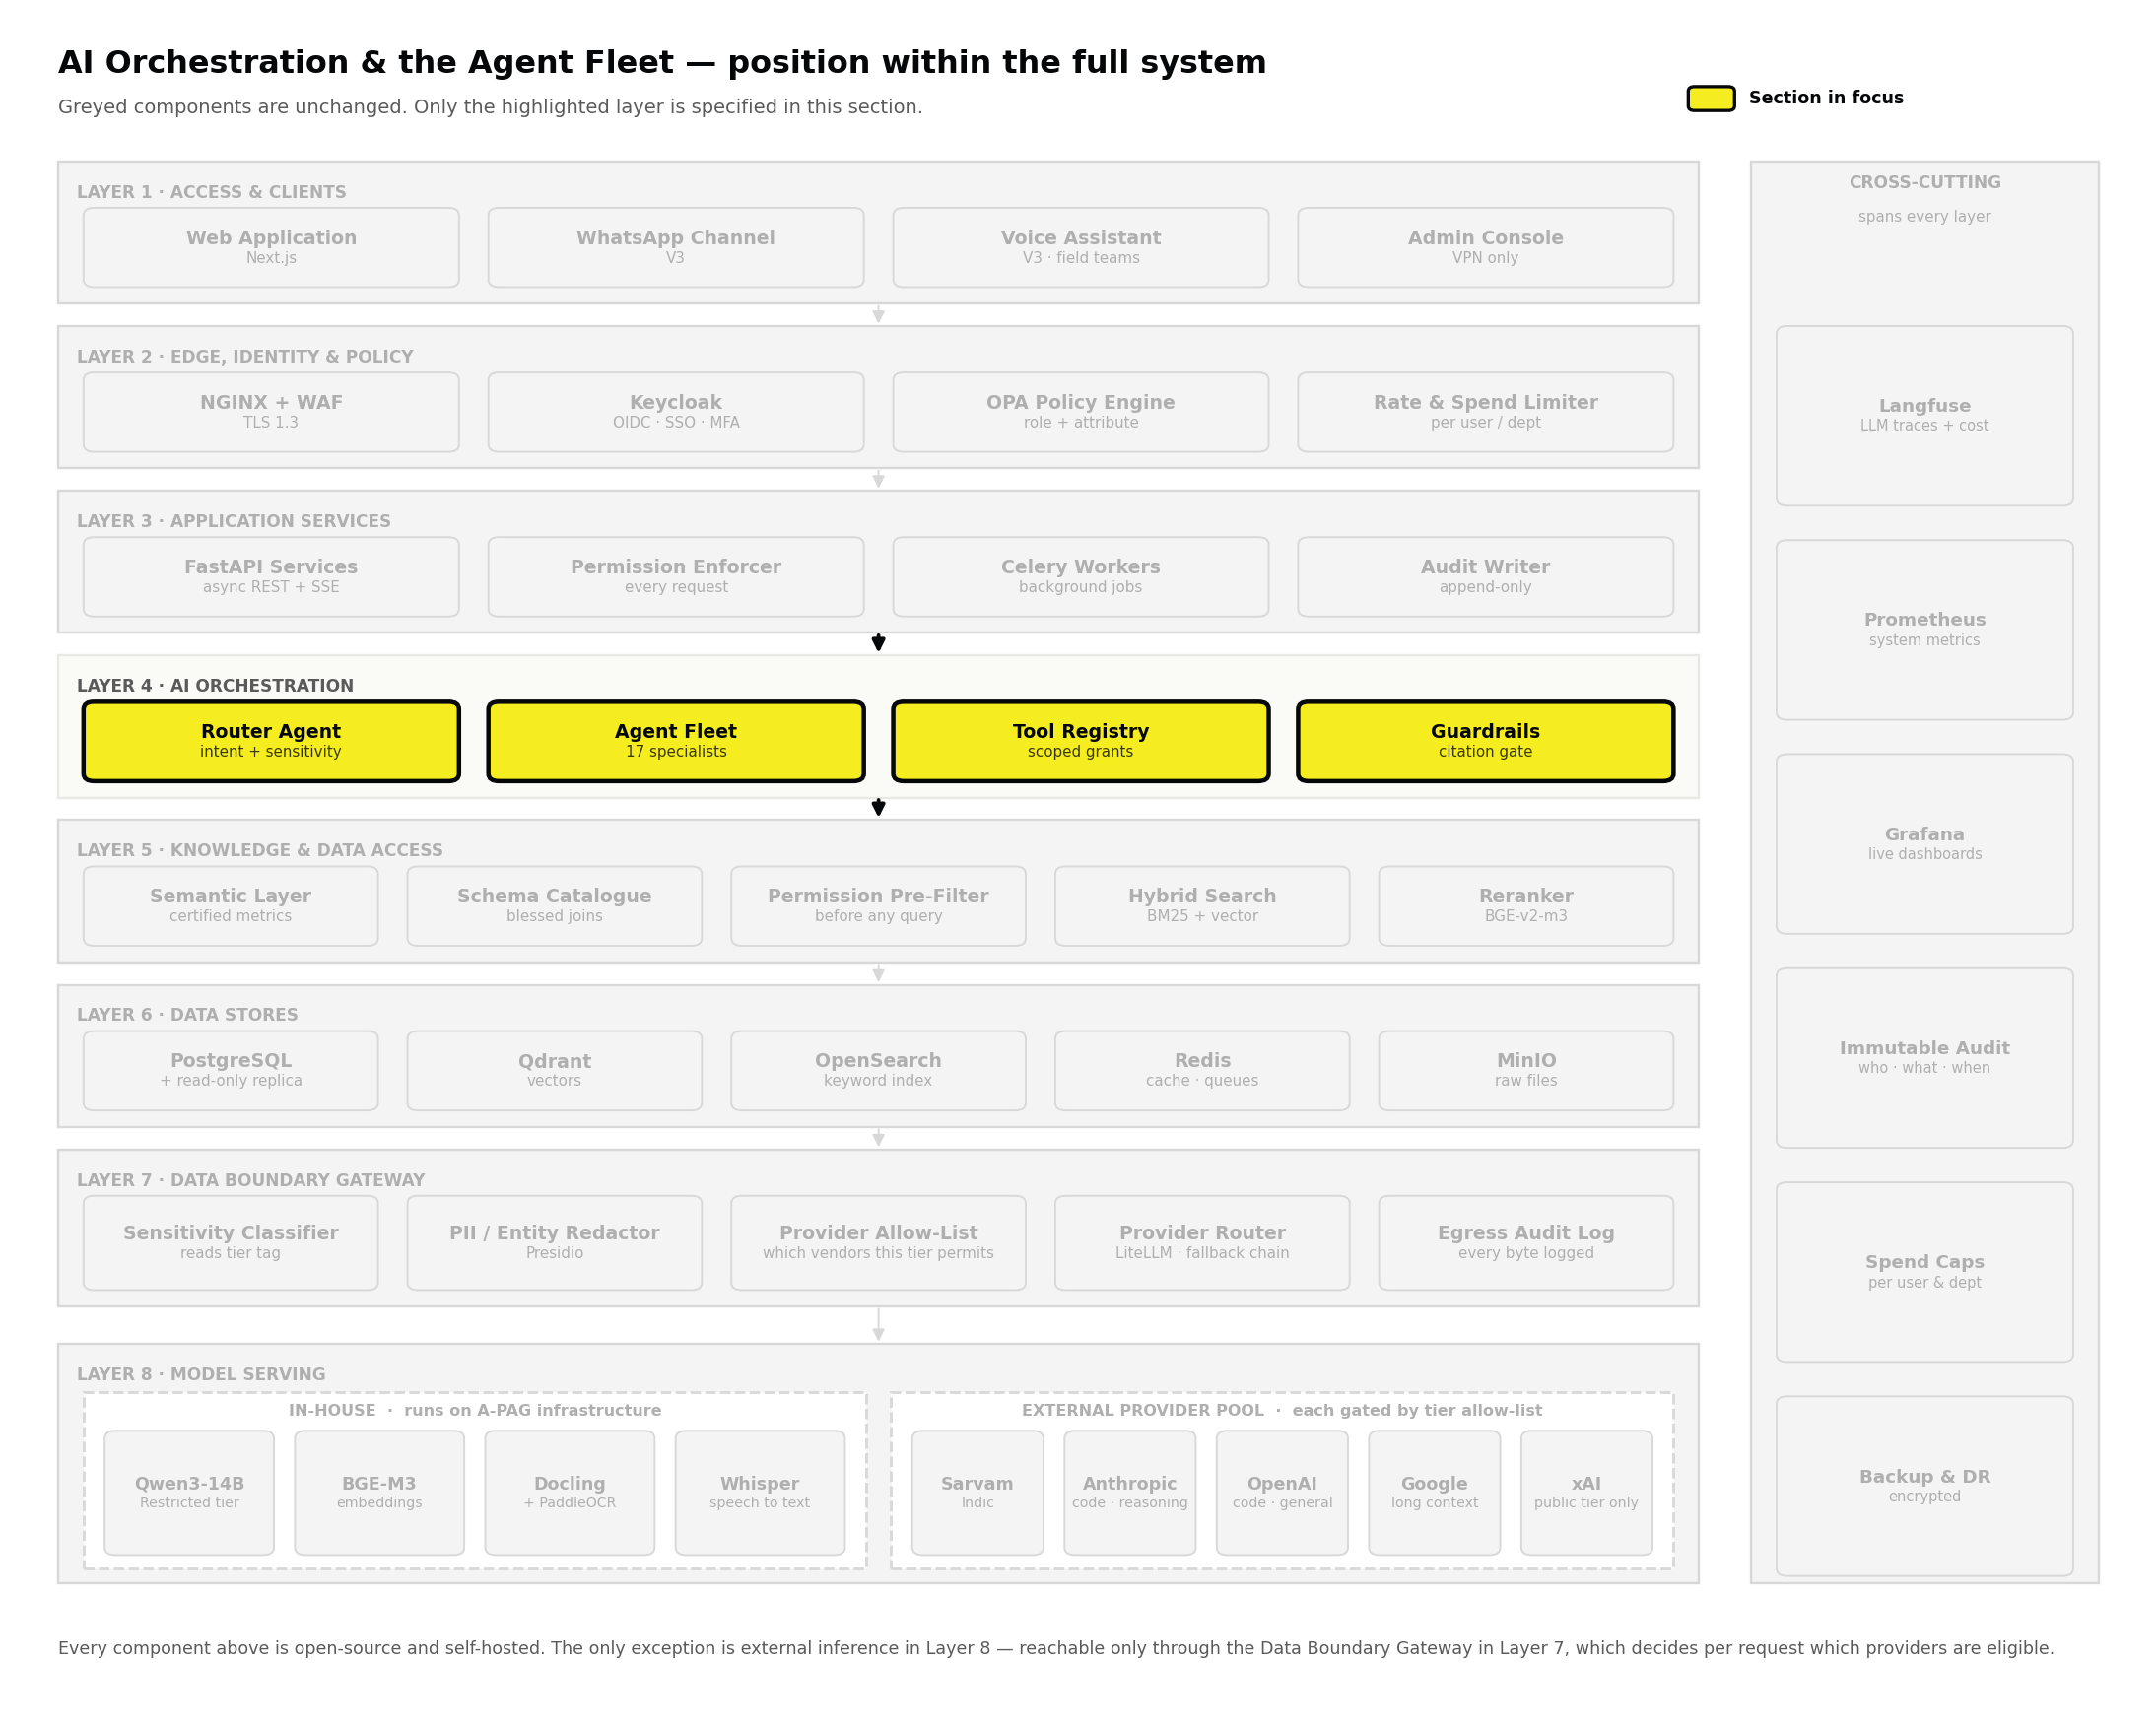 AI Orchestration & the Agent Fleet — position within the full system
Greyed components are unchanged. Only the highlighted layer is specified in this section.
Section in focus
LAYER 1 · ACCESS & CLIENTS
Web Application
Next.js
WhatsApp Channel
V3
Voice Assistant
V3 · field teams
Admin Console
VPN only
LAYER 2 · EDGE, IDENTITY & POLICY
NGINX + WAF
TLS 1.3
Keycloak
OIDC · SSO · MFA
OPA Policy Engine
role + attribute
Rate & Spend Limiter
per user / dept
LAYER 3 · APPLICATION SERVICES
FastAPI Services
async REST + SSE
Permission Enforcer
every request
Celery Workers
background jobs
Audit Writer
append-only
LAYER 4 · AI ORCHESTRATION
Router Agent
intent + sensitivity
Agent Fleet
17 specialists
Tool Registry
scoped grants
Guardrails
citation gate
LAYER 5 · KNOWLEDGE & DATA ACCESS
Semantic Layer
certified metrics
Schema Catalogue
blessed joins
Permission Pre-Filter
before any query
Hybrid Search
BM25 + vector
Reranker
BGE-v2-m3
LAYER 6 · DATA STORES
PostgreSQL
+ read-only replica
Qdrant
vectors
OpenSearch
keyword index
Redis
cache · queues
MinIO
raw files
LAYER 7 · DATA BOUNDARY GATEWAY
Sensitivity Classifier
reads tier tag
PII / Entity Redactor
Presidio
Provider Allow-List
which vendors this tier permits
Provider Router
LiteLLM · fallback chain
Egress Audit Log
every byte logged
LAYER 8 · MODEL SERVING
IN-HOUSE · runs on A-PAG infrastructure
Qwen3-14B
Restricted tier
BGE-M3
embeddings
Docling
+ PaddleOCR
Whisper
speech to text
EXTERNAL PROVIDER POOL · each gated by tier allow-list
Sarvam
Indic
Anthropic
code · reasoning
OpenAI
code · general
Google
long context
xAI
public tier only
CROSS-CUTTING
spans every layer
Langfuse
LLM traces + cost
Prometheus
system metrics
Grafana
live dashboards
Immutable Audit
who · what · when
Spend Caps
per user & dept
Backup & DR
encrypted
Every component above is open-source and self-hosted. The only exception is external inference in Layer 8 — reachable only through the Data Boundary Gateway in Layer 7, which decides per request which providers are eligible.